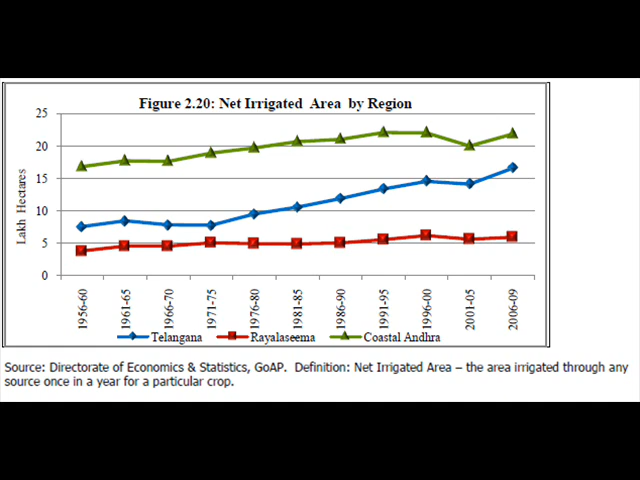 Figure 2.20: Net Irrigated Area by Region
25
20
15
10
5
0
Lakh Hectares
1956-60
1961-65
1966-70
1971-75
1976-80
1981-85
1986-90
1991-95
1996-00
2001-05
2006-09
Telangana
Rayalaseema
Coastal Andhra
Source: Directorate of Economics & Statistics, GoAP. Definition: Net Irrigated Area – the area irrigated through any
source once in a year for a particular crop.